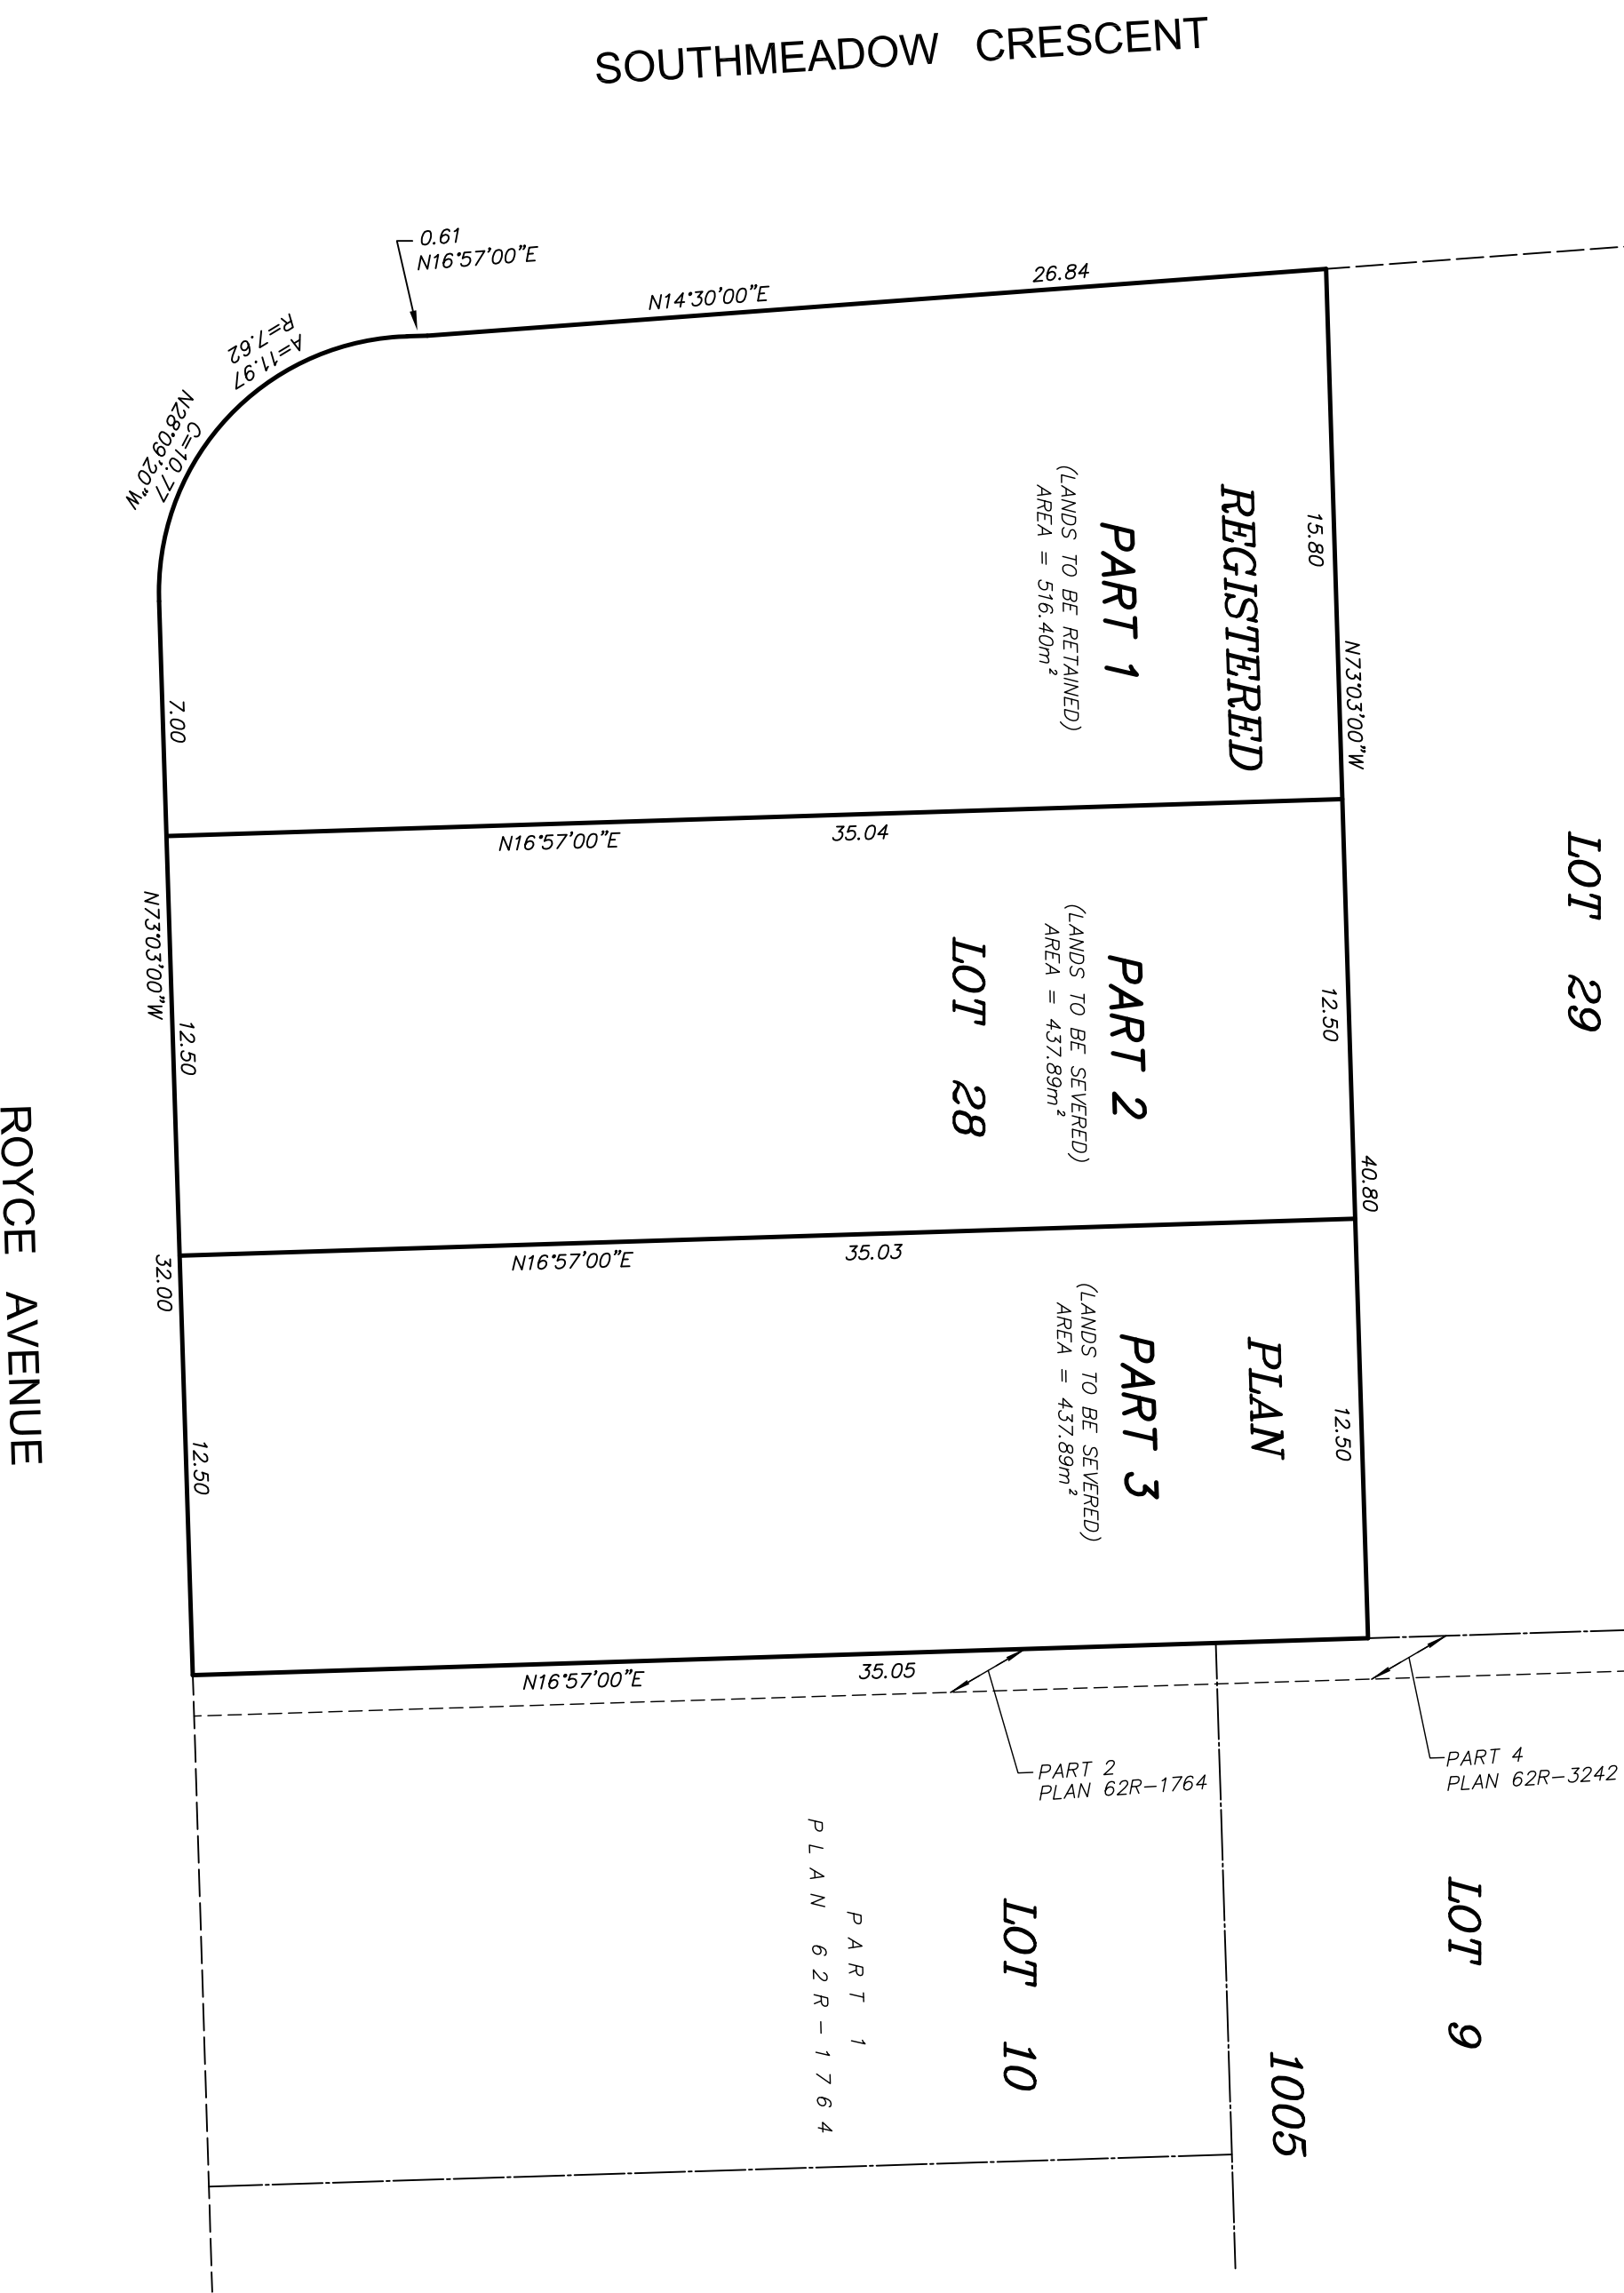 SOUTHMEADOW CRESCENT
0.61
N16°57'00"E
N14°30'00"E
26.84
R=7.62
A=11.97
C=10.77
N28°09'20"W
15.80
N73°03'00"W
REGISTERED
PART 1
(LANDS TO BE RETAINED)
AREA = 516.40m²
7.00
N16°57'00"E
35.04
LOT 29
12.50
40.80
PART 2
(LANDS TO BE SEVERED)
AREA = 437.89m²
LOT 28
N73°03'00"W
12.50
ROYCE AVENUE
32.00
N16°57'00"E
35.03
12.50
PLAN
PART 3
(LANDS TO BE SEVERED)
AREA = 437.89m²
12.50
N16°57'00"E
35.05
PART 2
PLAN 62R-1764
PART 4
PLAN 62R-3242
LOT 9
1005
LOT 10
PART 1
PLAN 62R-1764